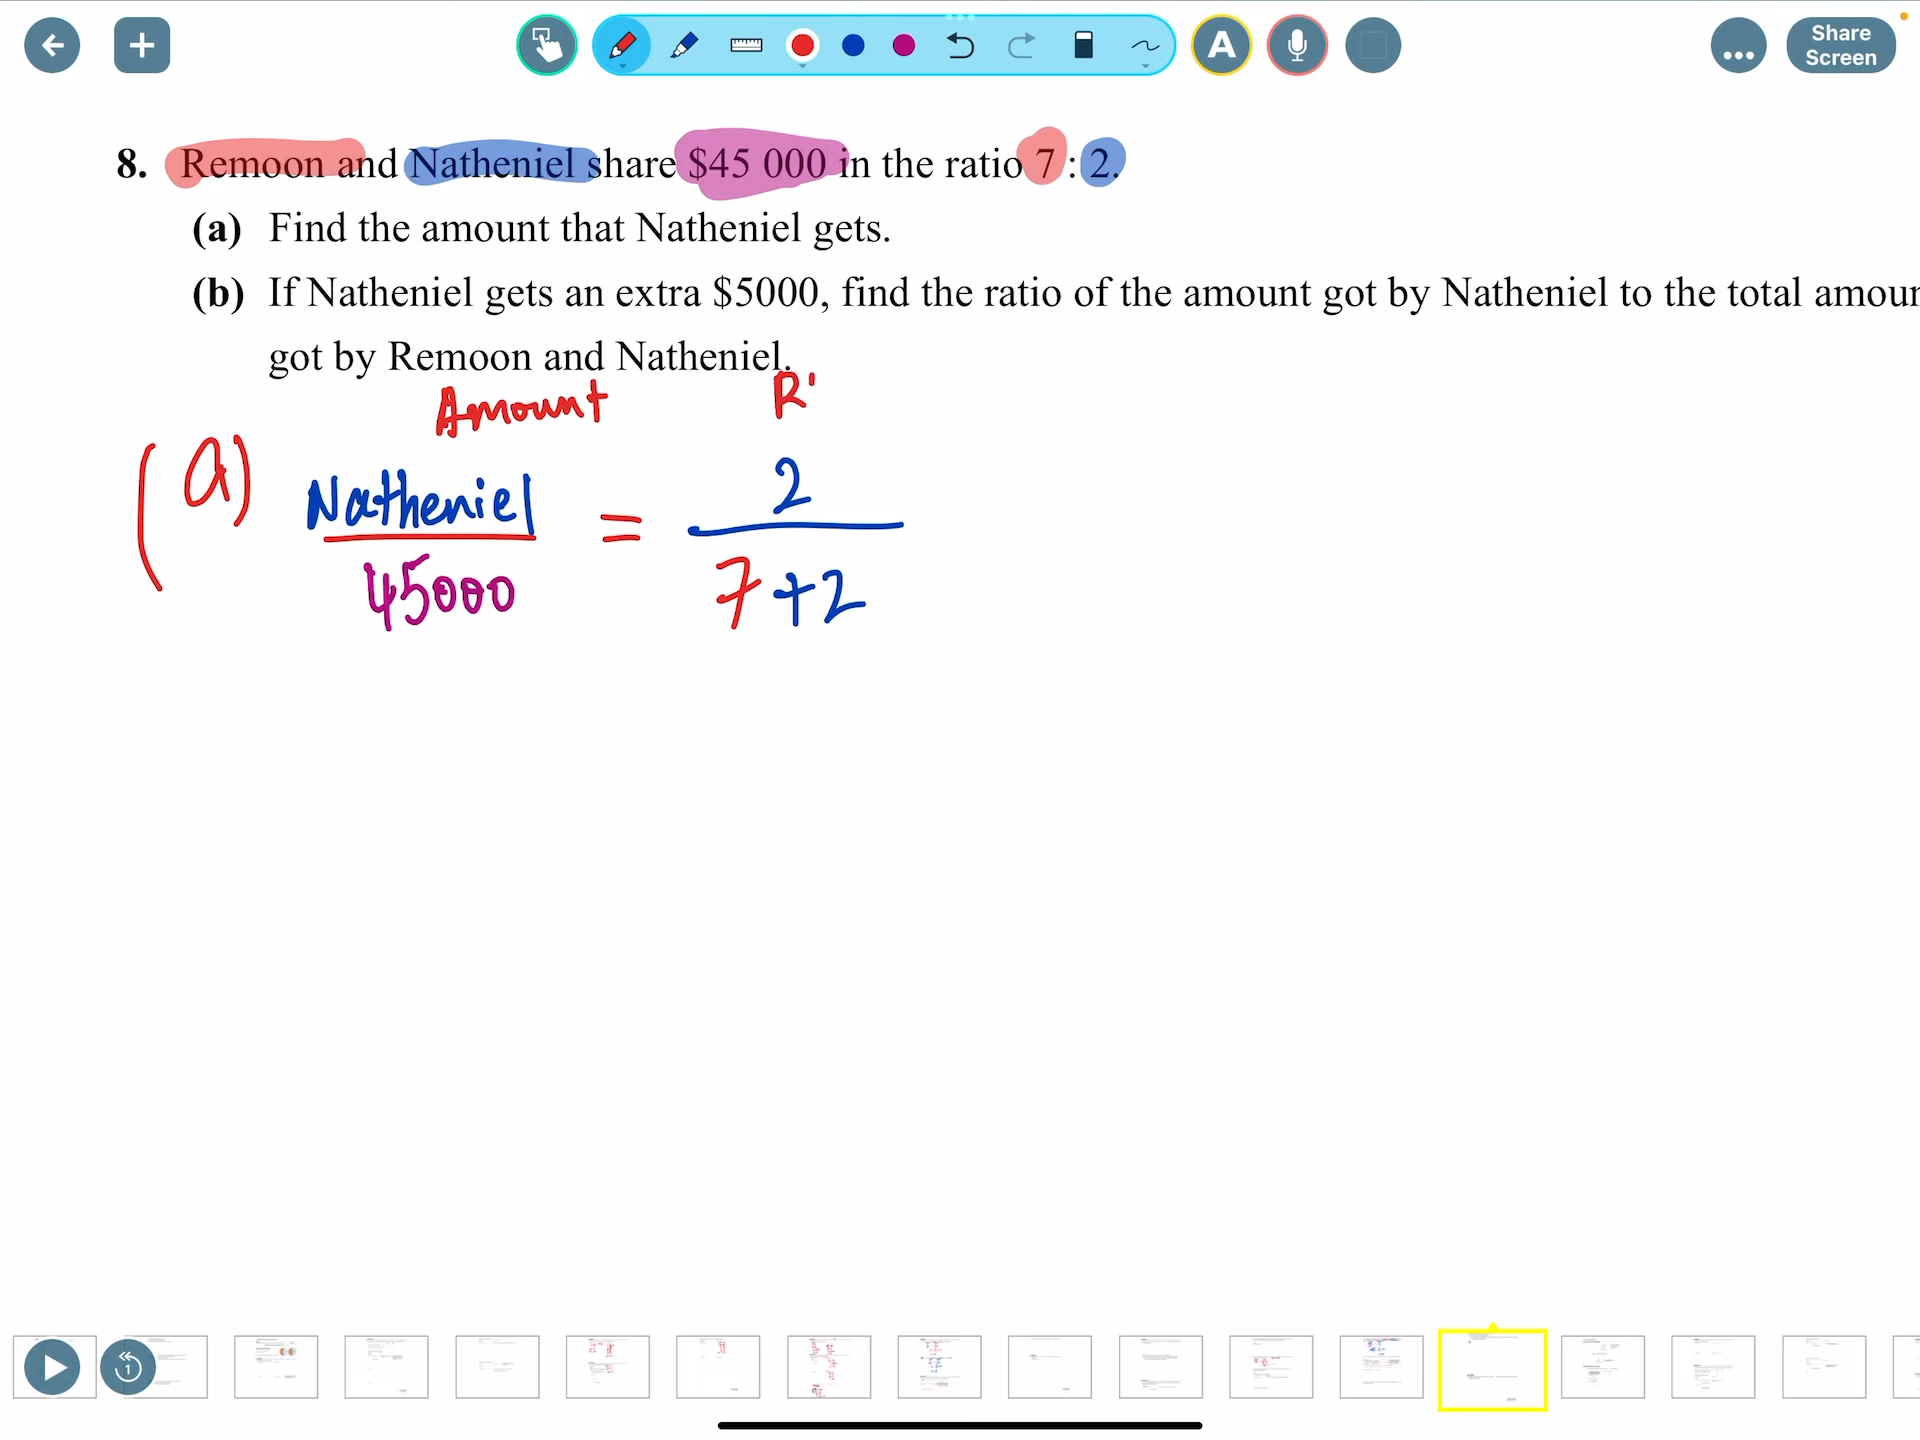 Share
Screen
A
8. Remoon and Natheniel share $45 000 in the ratio 7 : 2.
(a) Find the amount that Natheniel gets.
(b) If Natheniel gets an extra $5000, find the ratio of the amount got by Natheniel to the total amour
got by Remoon and Natheniel.
Amount R'
(a) Natheniel = 2
45000 7+2
1